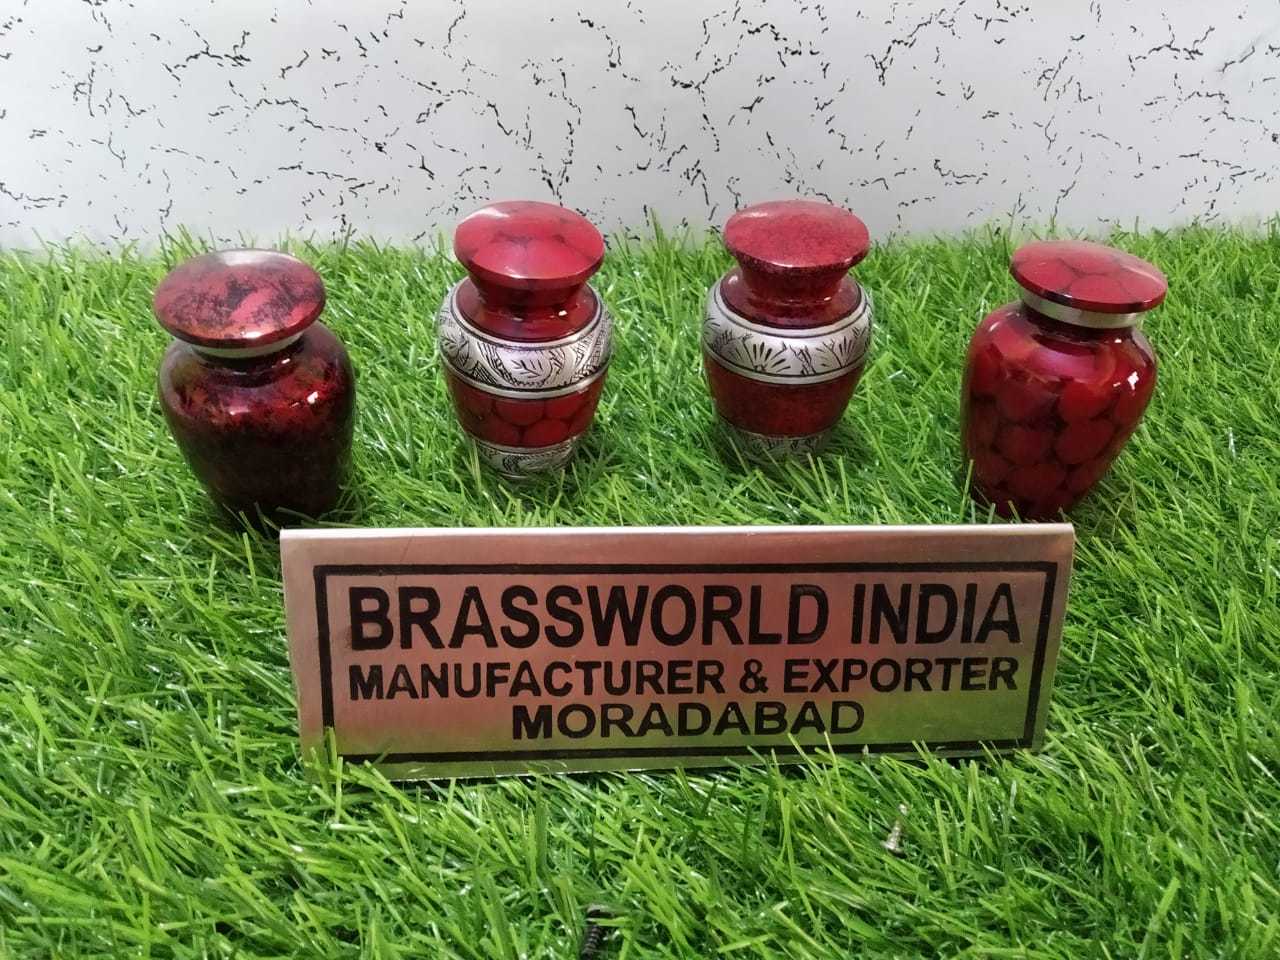 BRASSWORLD INDIA
MANUFACTURER & EXPORTER
MORADABAD